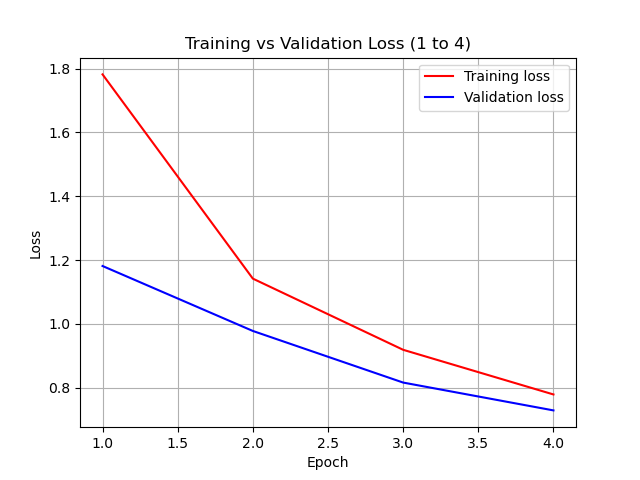 Training vs Validation Loss (1 to 4)
Training loss
Validation loss
1.8
1.6
1.4
1.2
1.0
0.8
Loss
1.0 1.5 2.0 2.5 3.0 3.5 4.0
Epoch